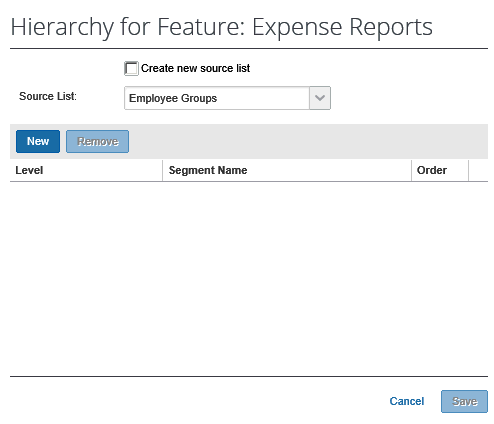 Hierarchy for Feature: Expense Reports
Create new source list
Source List:
Employee Groups
New Remove
Level Segment Name Order
Cancel Save